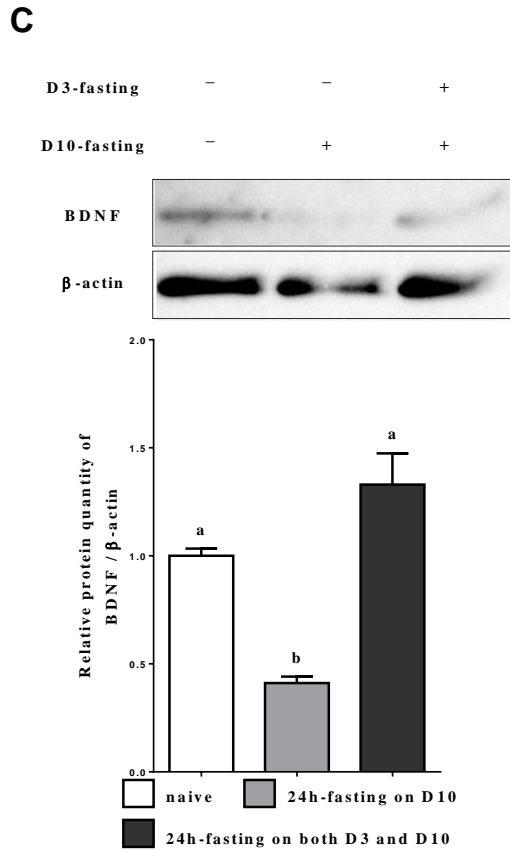 C
D3-fasting − − +
D10-fasting − + +
BDNF
β-actin
Relative protein quantity of
BDNF / β-actin
2.0
1.5
1.0
0.5
0.0
a
b
a
naive 24h-fasting on D10
24h-fasting on both D3 and D10